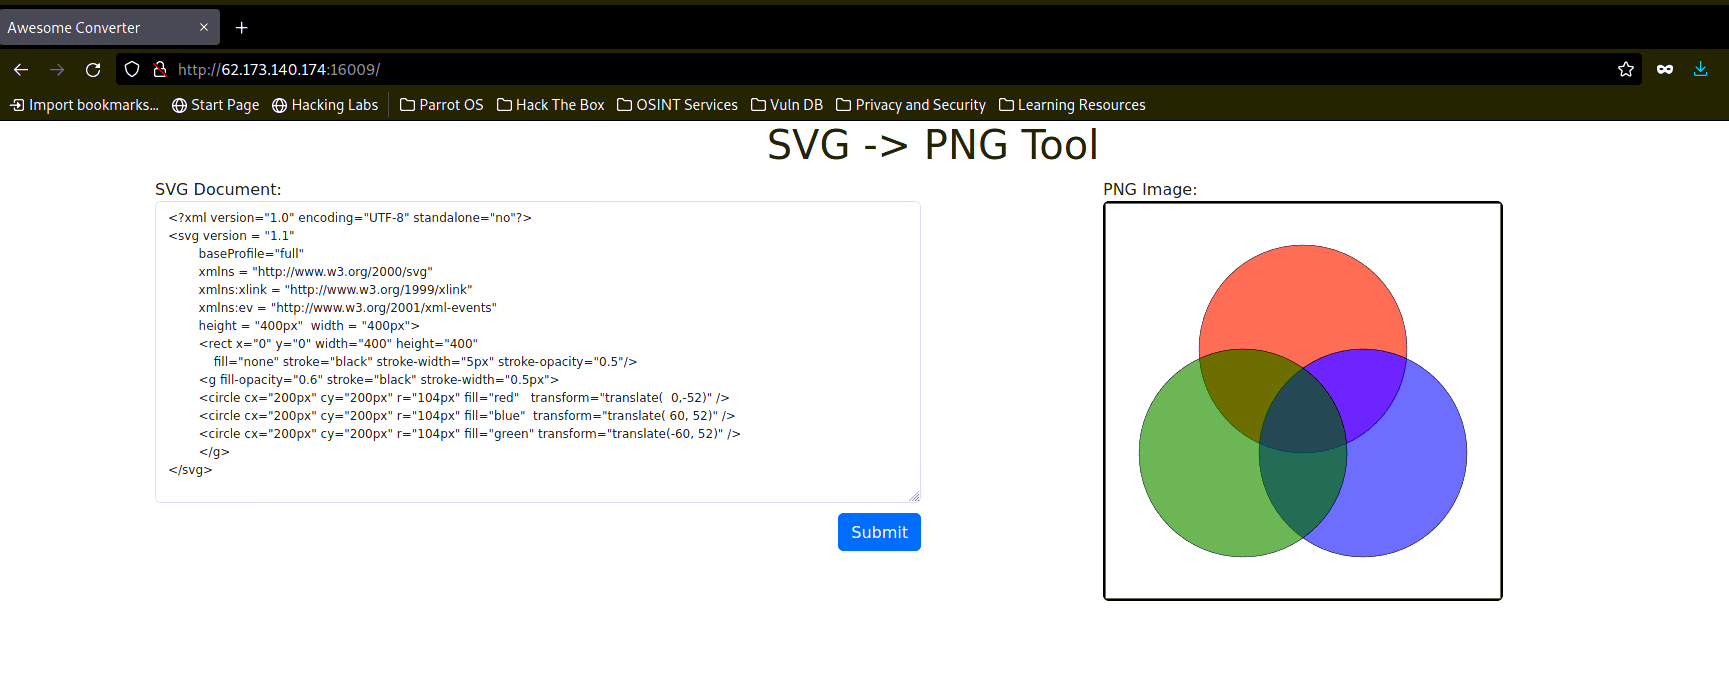 Awesome Converter
http://62.173.140.174:16009/
Import bookmarks... Start Page Hacking Labs Parrot OS Hack The Box OSINT Services Vuln DB Privacy and Security Learning Resources
SVG -> PNG Tool
SVG Document:
<?xml version="1.0" encoding="UTF-8" standalone="no"?>
<svg version = "1.1"
baseProfile="full"
xmlns = "http://www.w3.org/2000/svg"
xmlns:xlink = "http://www.w3.org/1999/xlink"
xmlns:ev = "http://www.w3.org/2001/xml-events"
height = "400px"  width = "400px">
<rect x="0" y="0" width="400" height="400"
fill="none" stroke="black" stroke-width="5px" stroke-opacity="0.5"/>
<g fill-opacity="0.6" stroke="black" stroke-width="0.5px">
<circle cx="200px" cy="200px" r="104px" fill="red"   transform="translate(  0,-52)" />
<circle cx="200px" cy="200px" r="104px" fill="blue"  transform="translate( 60, 52)" />
<circle cx="200px" cy="200px" r="104px" fill="green" transform="translate(-60, 52)" />
</g>
</svg>
Submit
PNG Image: